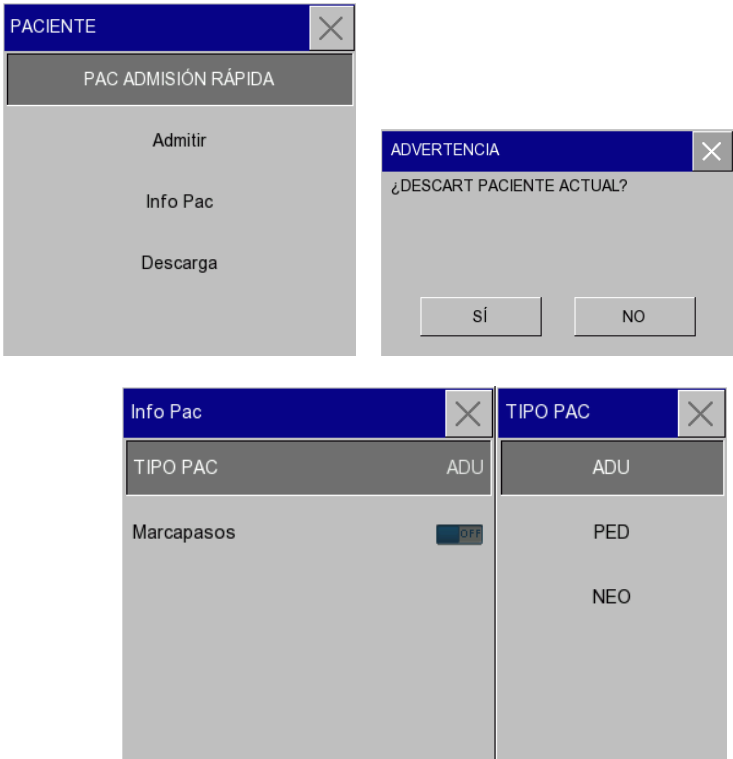 PACIENTE
PAC ADMISIÓN RÁPIDA
Admitir
Info Pac
Descarga
ADVERTENCIA
¿DESCART PACIENTE ACTUAL?
SÍ NO
Info Pac
TIPO PAC ADU
Marcapasos OFF
TIPO PAC
ADU
PED
NEO